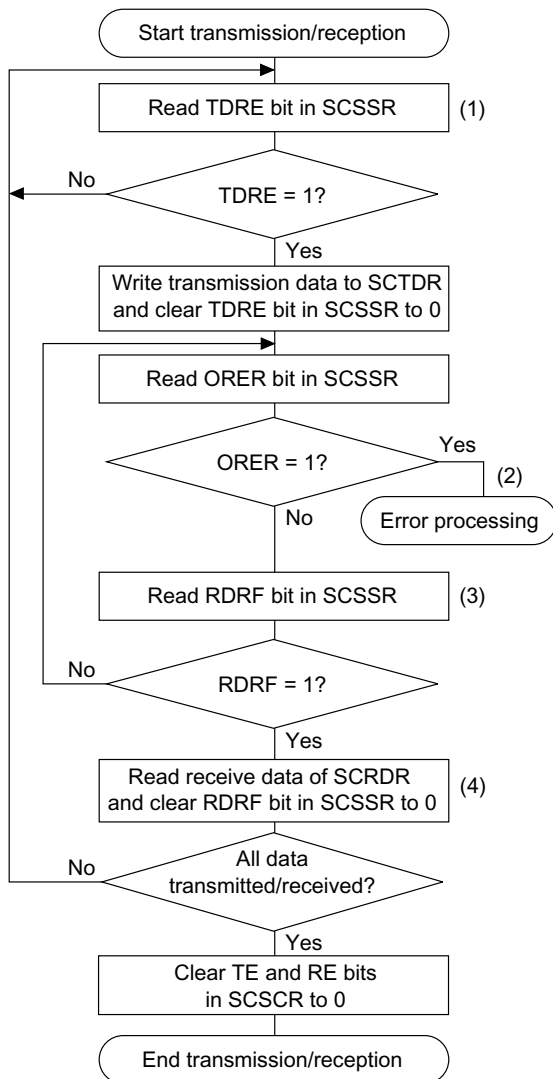 Start transmission/reception
Read TDRE bit in SCSSR
(1)
No
TDRE = 1?
Yes
Write transmission data to SCTDR
and clear TDRE bit in SCSSR to 0
Read ORER bit in SCSSR
Yes
ORER = 1?
(2)
No
Error processing
Read RDRF bit in SCSSR
(3)
No
RDRF = 1?
Yes
Read receive data of SCRDR
and clear RDRF bit in SCSSR to 0
(4)
All data
No
transmitted/received?
Yes
Clear TE and RE bits
in SCSCR to 0
End transmission/reception